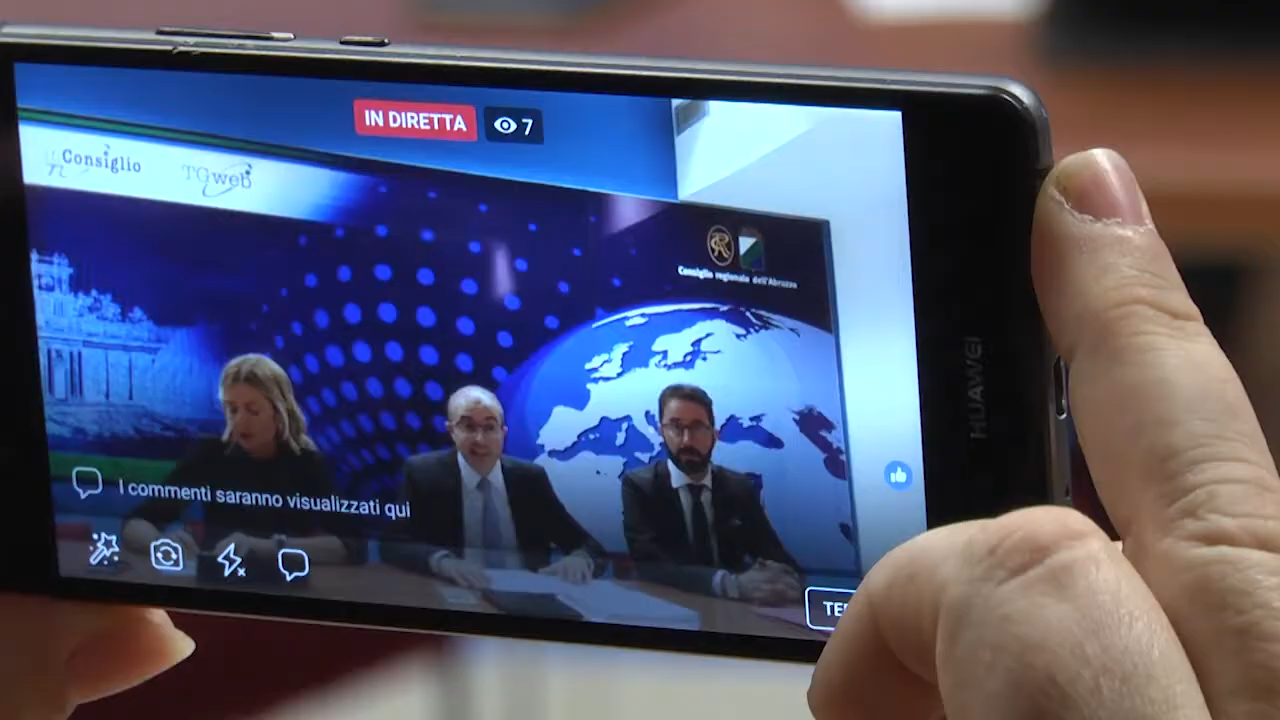 IN DIRETTA
7
Consiglio
TGweb
Consiglio regionale dell'Abruzzo
I commenti saranno visualizzati qui
HUAWEI